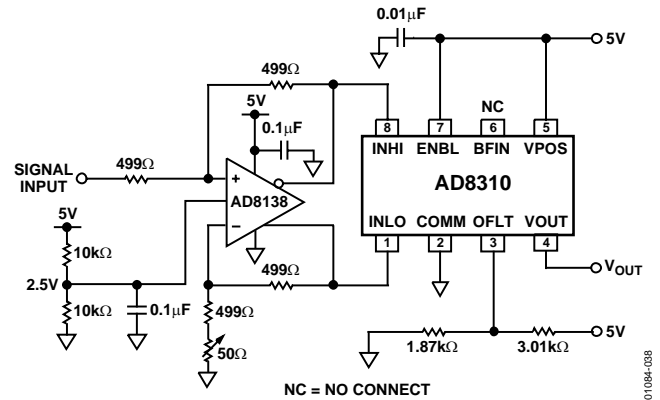 0.01μF
5V
499Ω
5V
NC
0.1μF
8 7 6 5
INHI ENBL BFIN VPOS
SIGNAL
INPUT
499Ω
+
AD8138
AD8310
5V
−
INLO COMM OFLT VOUT
10kΩ
1 2 3 4
499Ω
2.5V
VOUT
10kΩ
0.1μF
499Ω
5V
1.87kΩ
3.01kΩ
50Ω
NC = NO CONNECT
01084-038